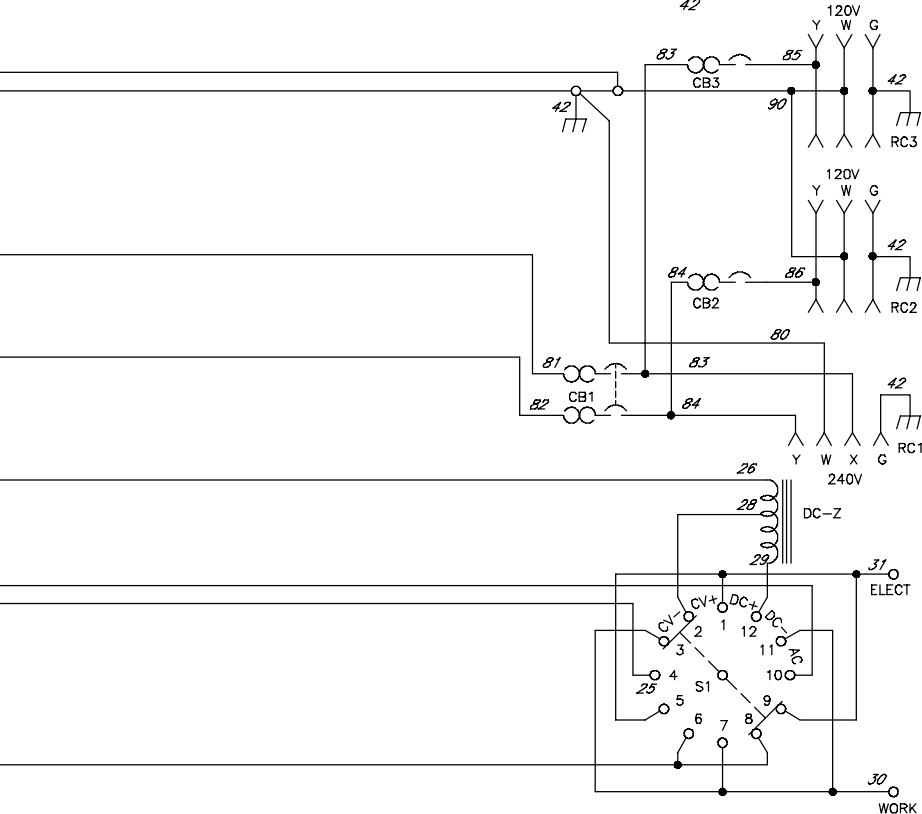 42
120V
Y W G
83
85
CB3
42
42
90
RC3
120V
Y W G
42
84
86
CB2
RC2
80
81
83
CB1
42
82
84
RC1
Y W X G
240V
26
28
DC-Z
29
31
ELECT
CV- CV+ DC+ DC- AC
1
2
12
3
11
4
10
25
S1
5
9
6
7
8
30
WORK